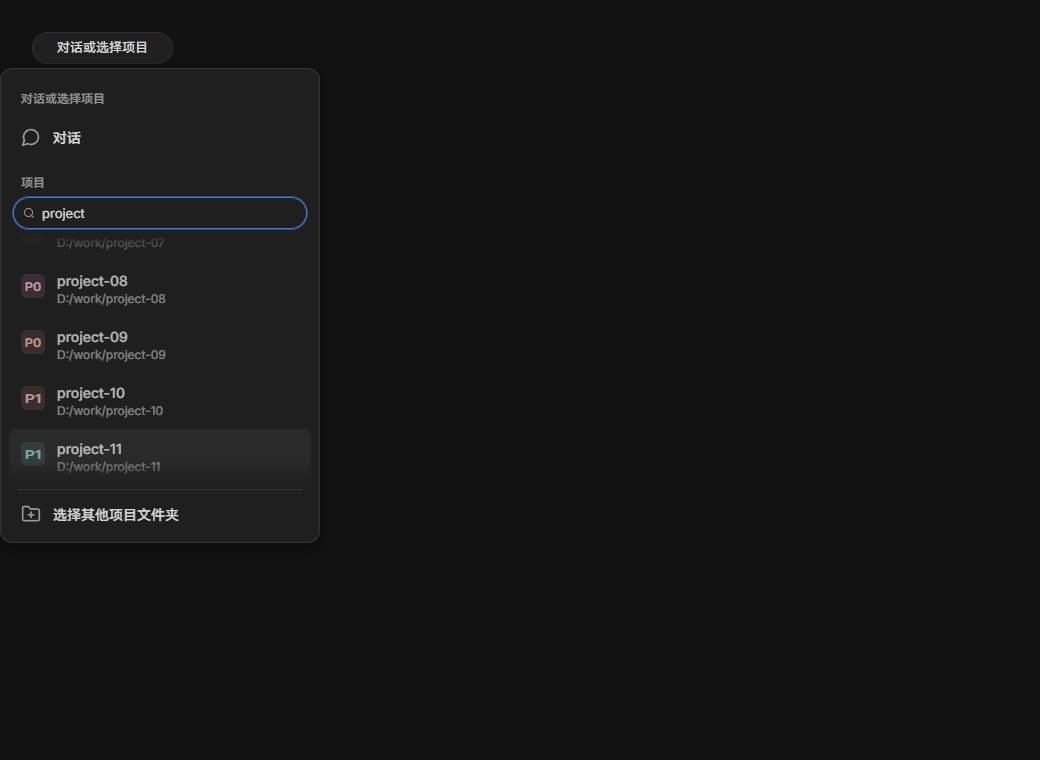 对话或选择项目
对话或选择项目
对话
项目
project
D:/work/project-07
P0 project-08
D:/work/project-08
P0 project-09
D:/work/project-09
P1 project-10
D:/work/project-10
P1 project-11
D:/work/project-11
选择其他项目文件夹